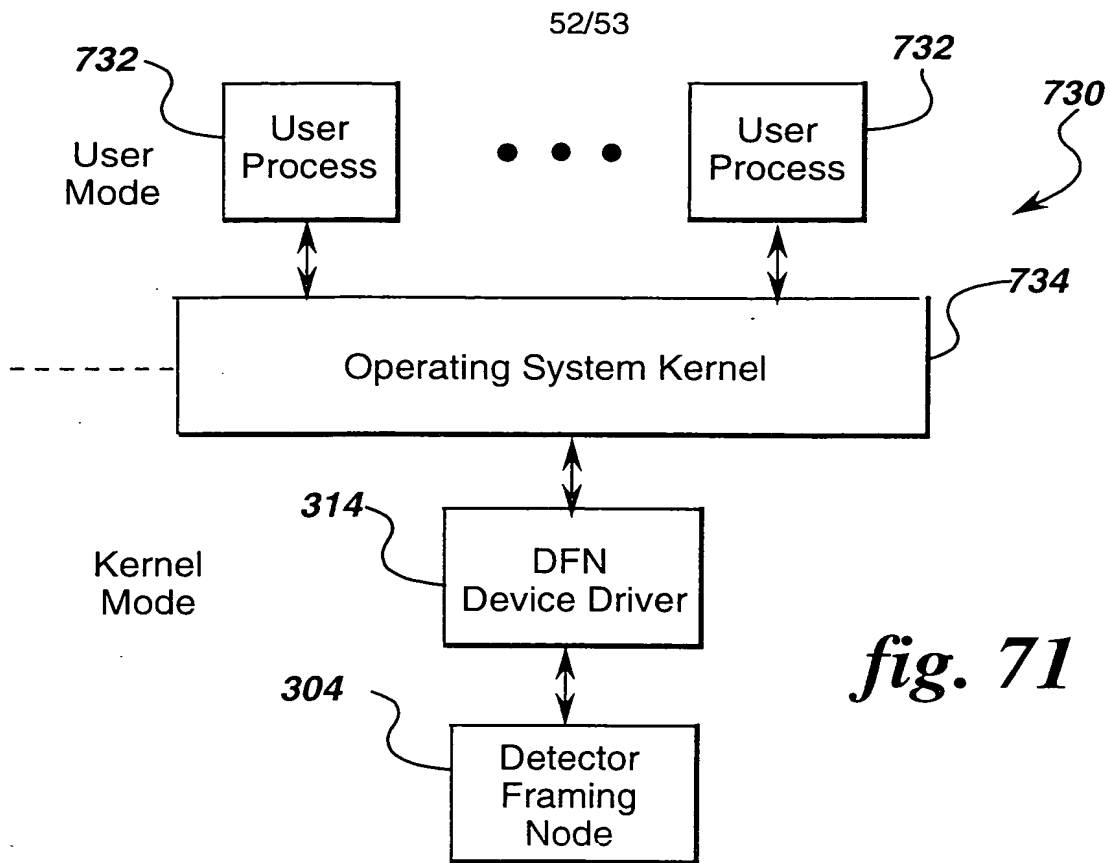 52/53
732
732
730
User
Process
User
Process
User
Mode
734
Operating System Kernel
314
DFN
Device Driver
Kernel
Mode
fig. 71
304
Detector
Framing
Node